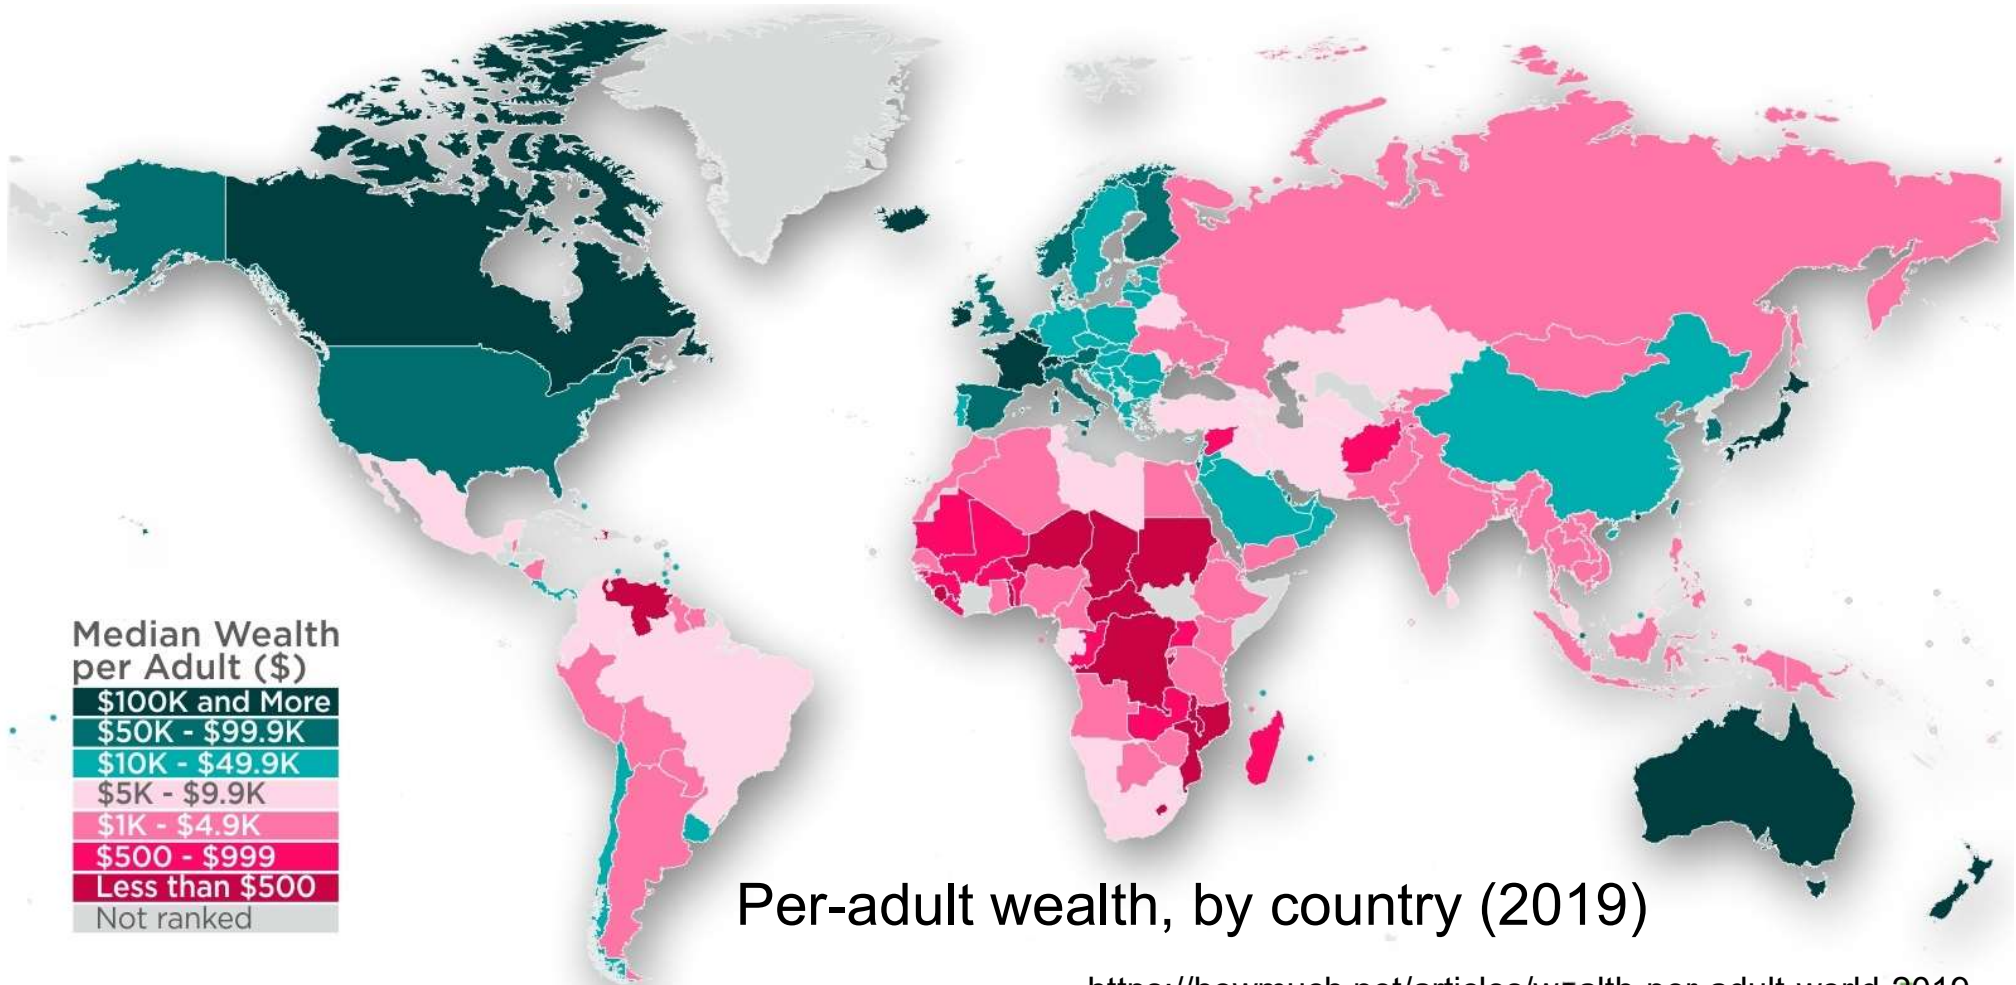 Median Wealth
per Adult ($)
$100K and More
$50K - $99.9K
$10K - $49.9K
$5K - $9.9K
$1K - $4.9K
$500 - $999
Less than $500
Not ranked
Per-adult wealth, by country (2019)